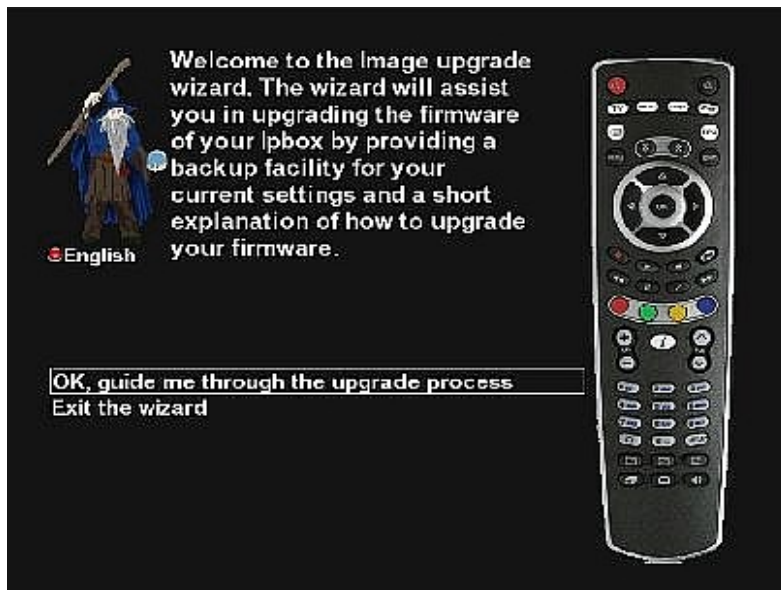 Welcome to the Image upgrade
wizard. The wizard will assist
you in upgrading the firmware
of your Ipbox by providing a
backup facility for your
current settings and a short
explanation of how to upgrade
your firmware.
English
OK, guide me through the upgrade process
Exit the wizard